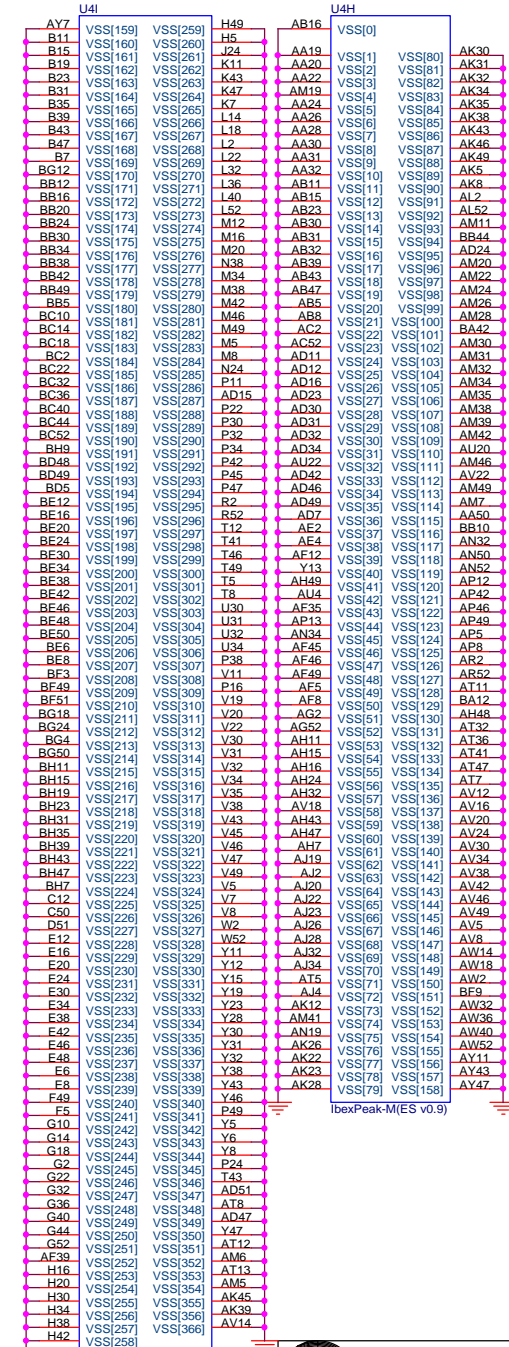 U4I
AY7 VSS[159] VSS[259] H49
B11 VSS[160] VSS[260] H5
B15 VSS[161] VSS[261] J24
B19 VSS[162] VSS[262] K11
B23 VSS[163] VSS[263] K43
B31 VSS[164] VSS[264] K47
B35 VSS[165] VSS[265] K7
B39 VSS[166] VSS[266] L14
B43 VSS[167] VSS[267] L18
B47 VSS[168] VSS[268] L2
B7 VSS[169] VSS[269] L22
BG12 VSS[170] VSS[270] L32
BB12 VSS[171] VSS[271] L36
BB16 VSS[172] VSS[272] L40
BB20 VSS[173] VSS[273] L52
BB24 VSS[174] VSS[274] M12
BB30 VSS[175] VSS[275] M16
BB34 VSS[176] VSS[276] M20
BB38 VSS[177] VSS[277] N38
BB42 VSS[178] VSS[278] M34
BB49 VSS[179] VSS[279] M38
BB5 VSS[180] VSS[280] M42
BC10 VSS[181] VSS[281] M46
BC14 VSS[182] VSS[282] M49
BC18 VSS[183] VSS[283] M5
BC2 VSS[184] VSS[284] M8
BC22 VSS[185] VSS[285] N24
BC32 VSS[186] VSS[286] P11
BC36 VSS[187] VSS[287] AD15
BC40 VSS[188] VSS[288] P22
BC44 VSS[189] VSS[289] P30
BC52 VSS[190] VSS[290] P32
BH9 VSS[191] VSS[291] P34
BD48 VSS[192] VSS[292] P42
BD49 VSS[193] VSS[293] P45
BD5 VSS[194] VSS[294] P47
BE12 VSS[195] VSS[295] R2
BE16 VSS[196] VSS[296] R52
BE20 VSS[197] VSS[297] T12
BE24 VSS[198] VSS[298] T41
BE30 VSS[199] VSS[299] T46
BE34 VSS[200] VSS[300] T49
BE38 VSS[201] VSS[301] T5
BE42 VSS[202] VSS[302] T8
BE46 VSS[203] VSS[303] U30
BE48 VSS[204] VSS[304] U31
BE50 VSS[205] VSS[305] U32
BE6 VSS[206] VSS[306] U34
BE8 VSS[207] VSS[307] P38
BF3 VSS[208] VSS[308] V11
BF49 VSS[209] VSS[309] P16
BF51 VSS[210] VSS[310] V19
BG18 VSS[211] VSS[311] V20
BG24 VSS[212] VSS[312] V22
BG4 VSS[213] VSS[313] V30
BG50 VSS[214] VSS[314] V31
BH11 VSS[215] VSS[315] V32
BH15 VSS[216] VSS[316] V34
BH19 VSS[217] VSS[317] V35
BH23 VSS[218] VSS[318] V38
BH31 VSS[219] VSS[319] V43
BH35 VSS[220] VSS[320] V45
BH39 VSS[221] VSS[321] V46
BH43 VSS[222] VSS[322] V47
BH47 VSS[223] VSS[323] V49
BH7 VSS[224] VSS[324] V5
C12 VSS[225] VSS[325] V7
C50 VSS[226] VSS[326] V8
D51 VSS[227] VSS[327] W2
E12 VSS[228] VSS[328] W52
E16 VSS[229] VSS[329] Y11
E20 VSS[230] VSS[330] Y12
E24 VSS[231] VSS[331] Y15
E30 VSS[232] VSS[332] Y19
E34 VSS[233] VSS[333] Y23
E38 VSS[234] VSS[334] Y28
E42 VSS[235] VSS[335] Y30
E46 VSS[236] VSS[336] Y31
E48 VSS[237] VSS[337] Y32
E6 VSS[238] VSS[338] Y38
E8 VSS[239] VSS[339] Y43
F49 VSS[240] VSS[340] Y46
F5 VSS[241] VSS[341] P49
G10 VSS[242] VSS[342] Y5
G14 VSS[243] VSS[343] Y6
G18 VSS[244] VSS[344] Y8
G2 VSS[245] VSS[345] P24
G22 VSS[246] VSS[346] T43
G32 VSS[247] VSS[347] AD51
G36 VSS[248] VSS[348] AT8
G40 VSS[249] VSS[349] AD47
G44 VSS[250] VSS[350] Y47
G52 VSS[251] VSS[351] AT12
AF39 VSS[252] VSS[352] AM6
H16 VSS[253] VSS[353] AT13
H20 VSS[254] VSS[354] AM5
H30 VSS[255] VSS[355] AK45
H34 VSS[256] VSS[356] AK39
H38 VSS[257] VSS[366] AV14
H42 VSS[258]
U4H
AB16 VSS[0]
AA19 VSS[1] VSS[80] AK30
AA20 VSS[2] VSS[81] AK31
AA22 VSS[3] VSS[82] AK32
AM19 VSS[4] VSS[83] AK34
AA24 VSS[5] VSS[84] AK35
AA26 VSS[6] VSS[85] AK38
AA28 VSS[7] VSS[86] AK43
AA30 VSS[8] VSS[87] AK46
AA31 VSS[9] VSS[88] AK49
AA32 VSS[10] VSS[89] AK5
AB11 VSS[11] VSS[90] AK8
AB15 VSS[12] VSS[91] AL2
AB23 VSS[13] VSS[92] AL52
AB30 VSS[14] VSS[93] AM11
AB31 VSS[15] VSS[94] BB44
AB32 VSS[16] VSS[95] AD24
AB39 VSS[17] VSS[96] AM20
AB43 VSS[18] VSS[97] AM22
AB47 VSS[19] VSS[98] AM24
AB5 VSS[20] VSS[99] AM26
AB8 VSS[21] VSS[100] AM28
AC2 VSS[22] VSS[101] BA42
AC52 VSS[23] VSS[102] AM30
AD11 VSS[24] VSS[103] AM31
AD12 VSS[25] VSS[104] AM32
AD16 VSS[26] VSS[105] AM34
AD23 VSS[27] VSS[106] AM35
AD30 VSS[28] VSS[107] AM38
AD31 VSS[29] VSS[108] AM39
AD32 VSS[30] VSS[109] AM42
AD34 VSS[31] VSS[110] AU20
AU22 VSS[32] VSS[111] AM46
AD42 VSS[33] VSS[112] AV22
AD46 VSS[34] VSS[113] AM49
AD49 VSS[35] VSS[114] AM7
AD7 VSS[36] VSS[115] AA50
AE2 VSS[37] VSS[116] BB10
AE4 VSS[38] VSS[117] AN32
AF12 VSS[39] VSS[118] AN50
Y13 VSS[40] VSS[119] AN52
AH49 VSS[41] VSS[120] AP12
AU4 VSS[42] VSS[121] AP42
AF35 VSS[43] VSS[122] AP46
AP13 VSS[44] VSS[123] AP49
AN34 VSS[45] VSS[124] AP5
AF45 VSS[46] VSS[125] AP8
AF46 VSS[47] VSS[126] AR2
AF49 VSS[48] VSS[127] AR52
AF5 VSS[49] VSS[128] AT11
AF8 VSS[50] VSS[129] BA12
AG2 VSS[51] VSS[130] AH48
AG52 VSS[52] VSS[131] AT32
AH11 VSS[53] VSS[132] AT36
AH15 VSS[54] VSS[133] AT41
AH16 VSS[55] VSS[134] AT47
AH24 VSS[56] VSS[135] AT7
AH32 VSS[57] VSS[136] AV12
AV18 VSS[58] VSS[137] AV16
AH43 VSS[59] VSS[138] AV20
AH47 VSS[60] VSS[139] AV24
AH7 VSS[61] VSS[140] AV30
AJ19 VSS[62] VSS[141] AV34
AJ2 VSS[63] VSS[142] AV38
AJ20 VSS[64] VSS[143] AV42
AJ22 VSS[65] VSS[144] AV46
AJ23 VSS[66] VSS[145] AV49
AJ26 VSS[67] VSS[146] AV5
AJ28 VSS[68] VSS[147] AV8
AJ32 VSS[69] VSS[148] AW14
AJ34 VSS[70] VSS[149] AW18
AT5 VSS[71] VSS[150] AW2
AJ4 VSS[72] VSS[151] BF9
AK12 VSS[73] VSS[152] AW32
AM41 VSS[74] VSS[153] AW36
AN19 VSS[75] VSS[154] AW40
AK26 VSS[76] VSS[155] AW52
AK22 VSS[77] VSS[156] AY11
AK23 VSS[78] VSS[157] AY43
AK28 VSS[79] VSS[158] AY47
IbexPeak-M(ES v0.9)